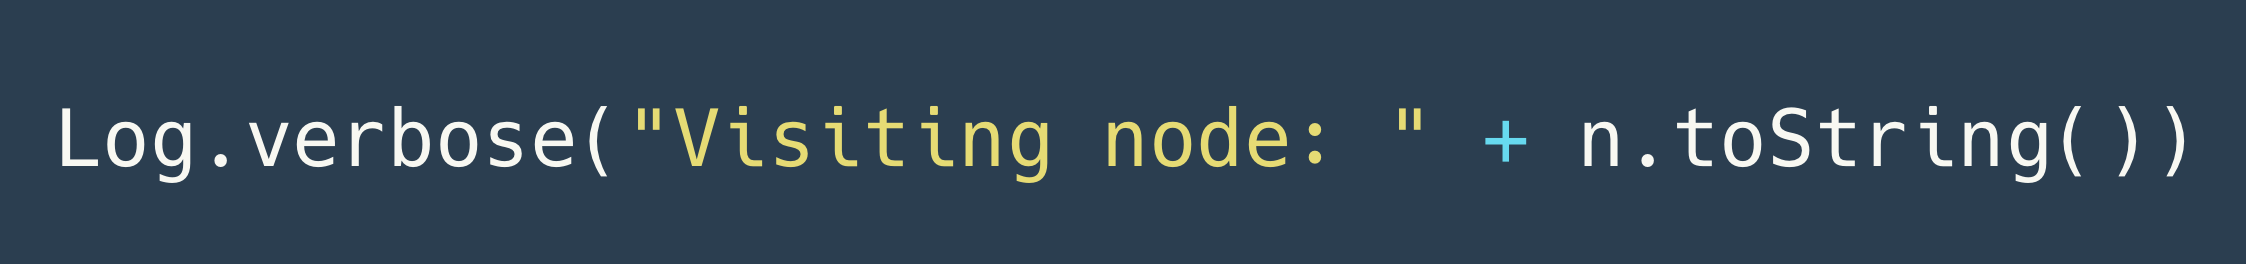 Log.verbose("Visiting node: " + n.toString())